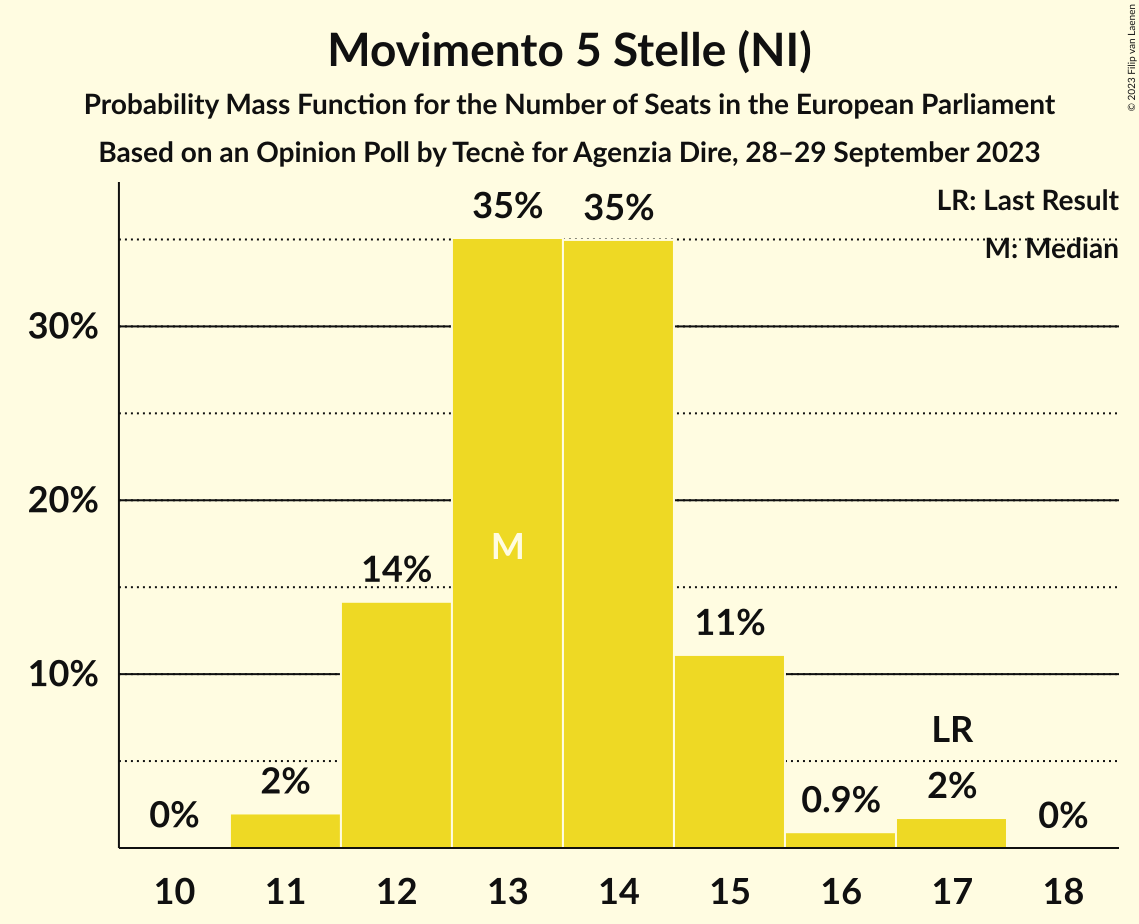 Movimento 5 Stelle (NI)
Probability Mass Function for the Number of Seats in the European Parliament
Based on an Opinion Poll by Tecnè for Agenzia Dire, 28–29 September 2023
© 2023 Filip van Laenen
LR: Last Result
M: Median
35%
35%
30%
20%
M
14%
11%
10%
LR
2%
0.9%
2%
0%
0%
10 11 12 13 14 15 16 17 18